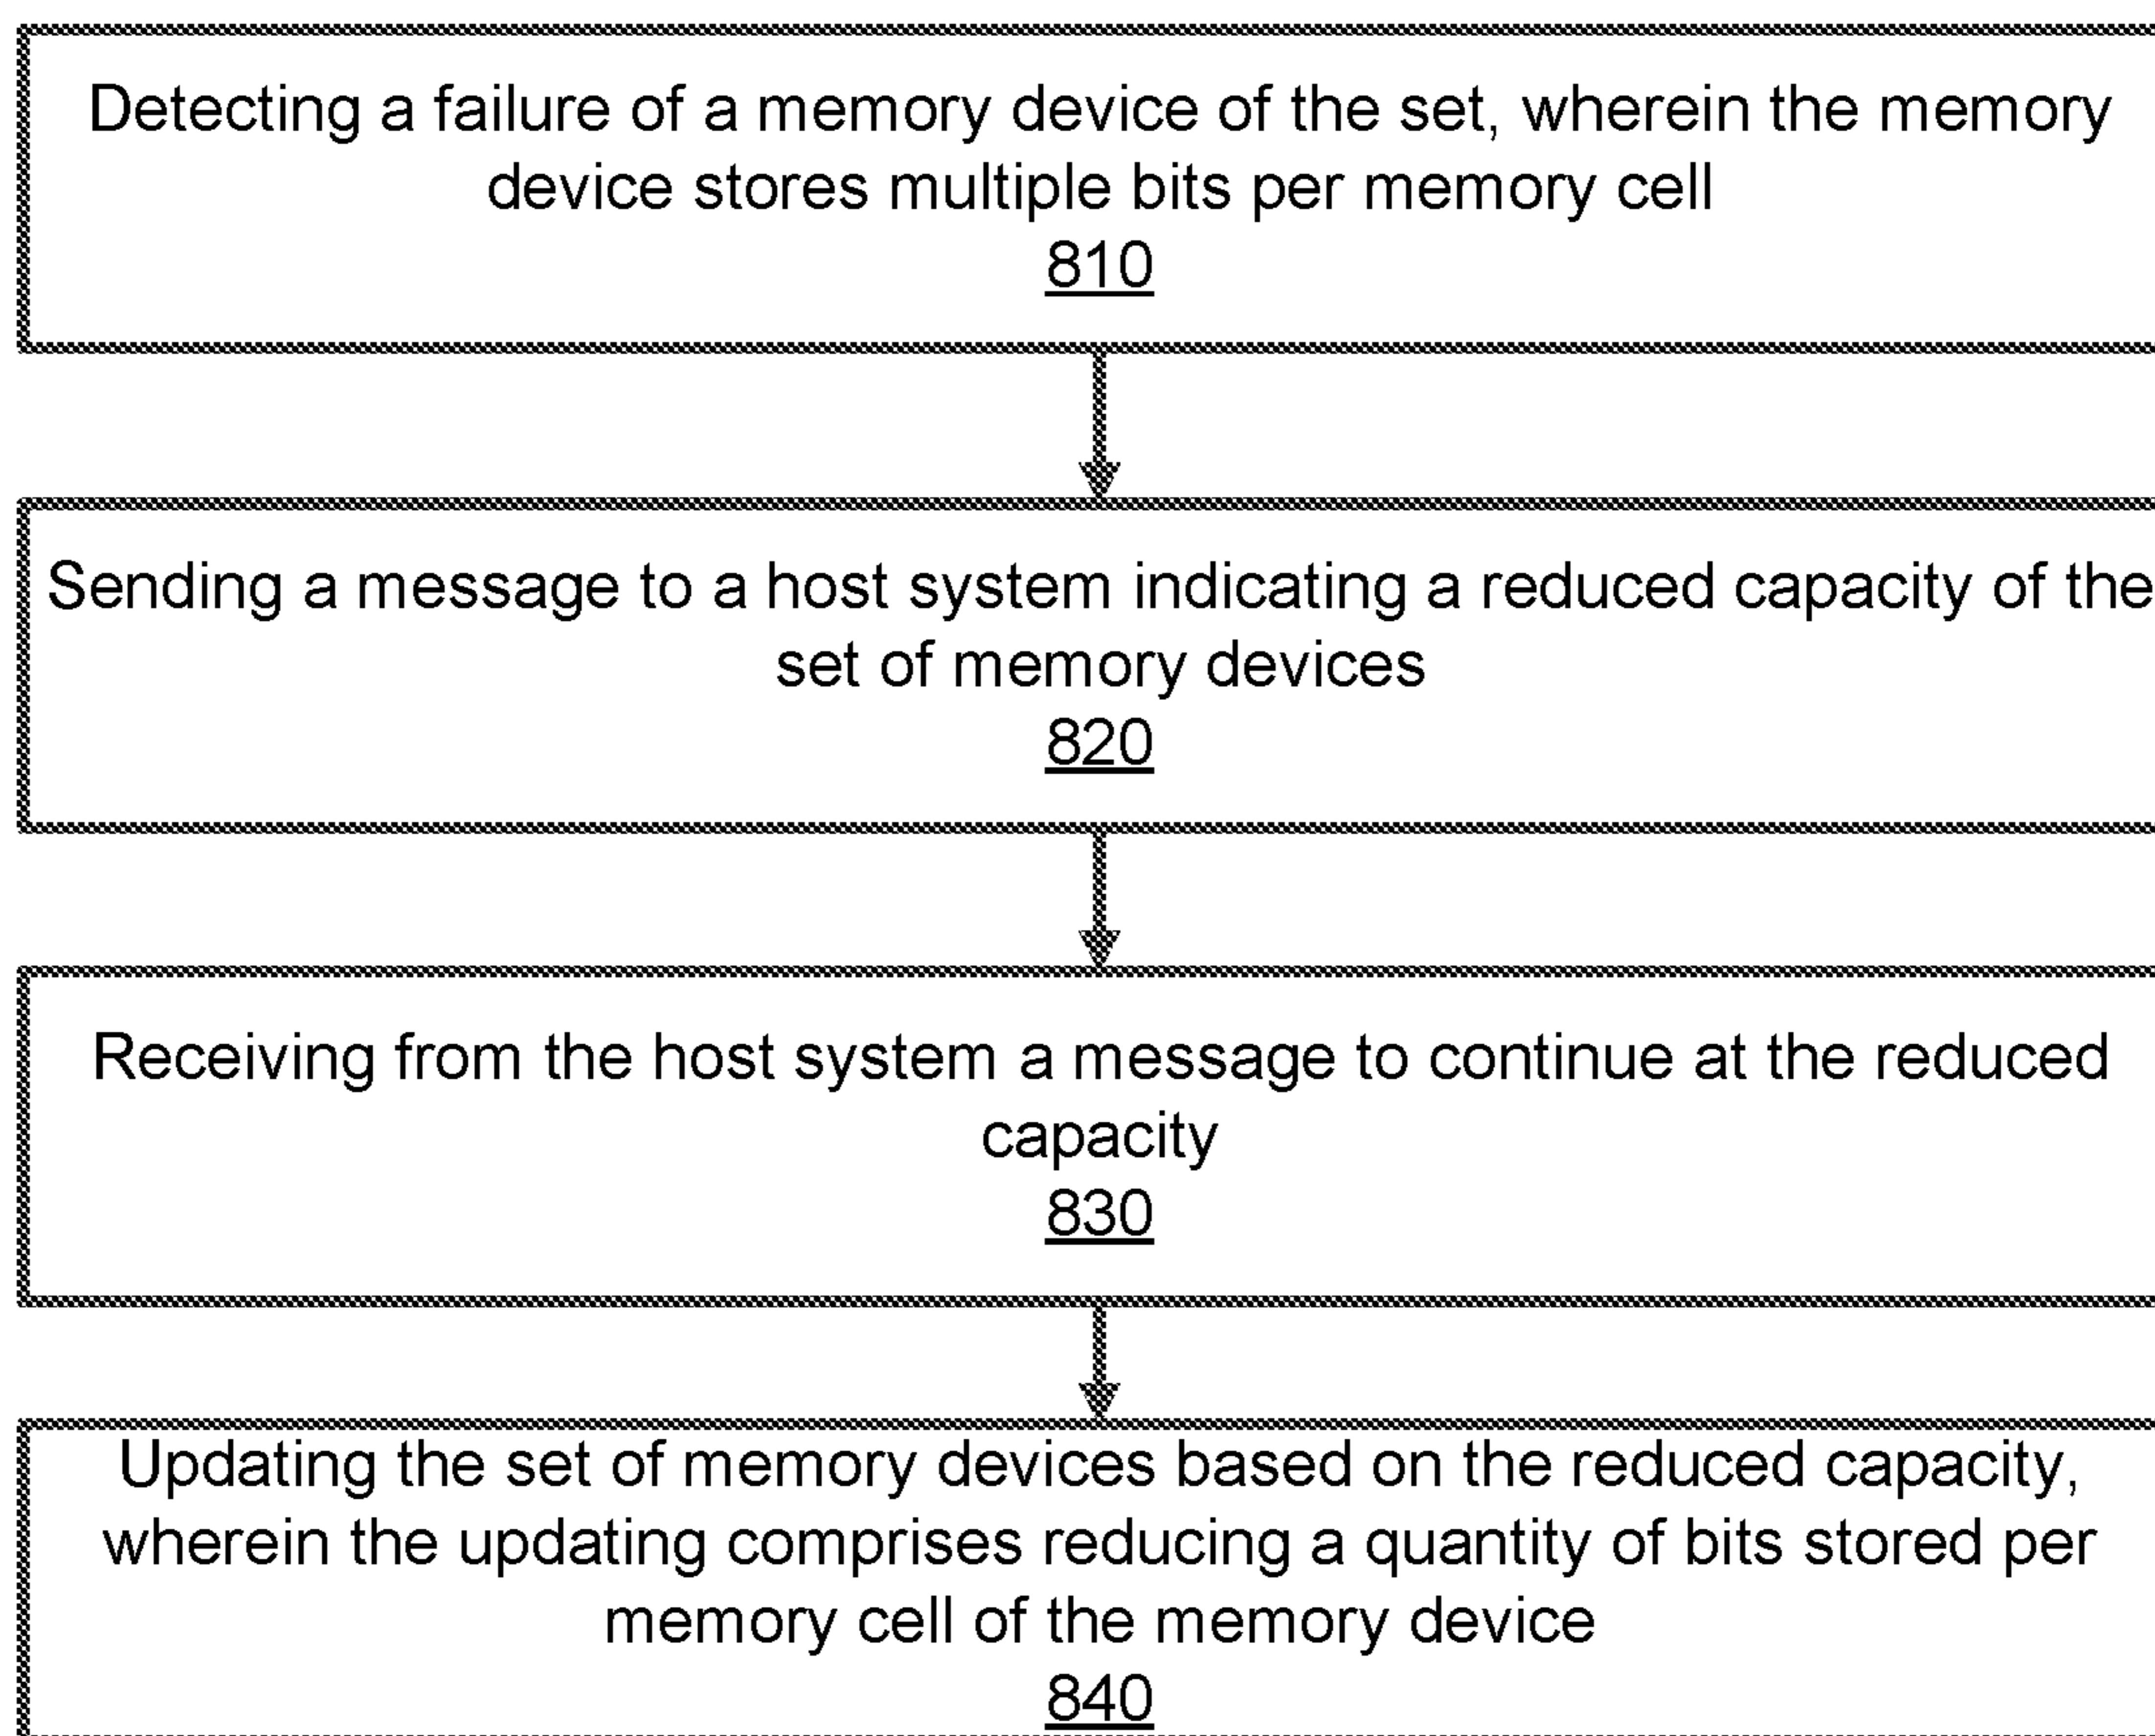 Detecting a failure of a memory device of the set, wherein the memory
device stores multiple bits per memory cell
810
Sending a message to a host system indicating a reduced capacity of the
set of memory devices
820
Receiving from the host system a message to continue at the reduced
capacity
830
Updating the set of memory devices based on the reduced capacity,
wherein the updating comprises reducing a quantity of bits stored per
memory cell of the memory device
840